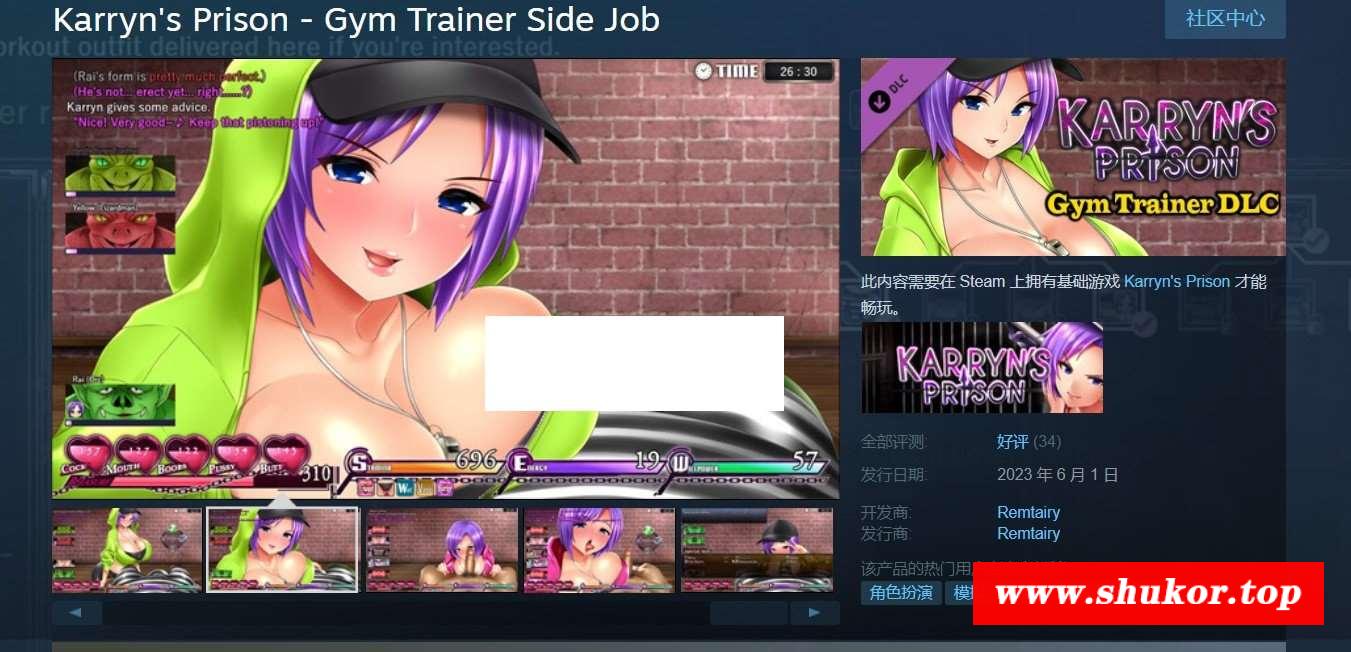 Karryn's Prison - Gym Trainer Side Job
社区中心
orkout outfit delivered here if you're interested.
(Rai's form is pretty much perfect.)
(He's not... erect yet... right......?)
Karryn gives some advice.
"Nice! Very good~♪ Keep that pistoning up!"
TIME 26:30
Yellow (Lizardman)
Rai (Orc)
COCK MOUTH BOOBS PUSSY BUTT
PLEASURE 310
STAMINA 696 ENERGY 19 WILLPOWER 57
DLC
KARRYN'S
PRISON
Gym Trainer DLC
此内容需要在 Steam 上拥有基础游戏 Karryn's Prison 才能
畅玩。
KARRYN'S
PRISON
全部评测: 好评 (34)
发行日期: 2023 年 6 月 1 日
开发商: Remtairy
发行商: Remtairy
该产品的热门用
角色扮演
www.shukor.top